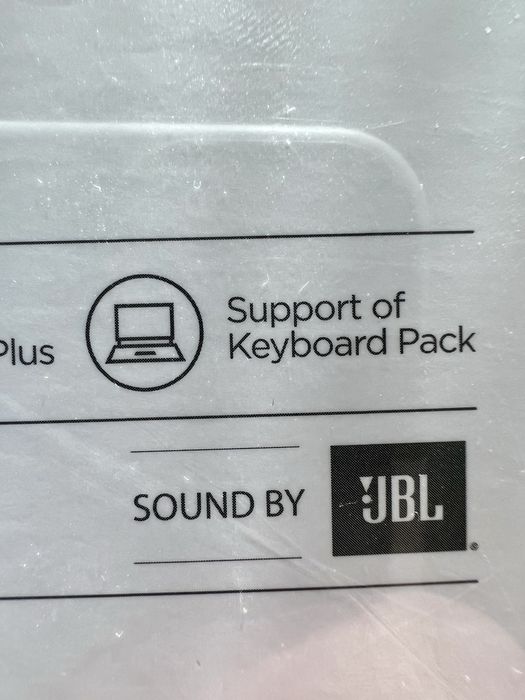 Plus
Support of
Keyboard Pack
SOUND BY
JBL